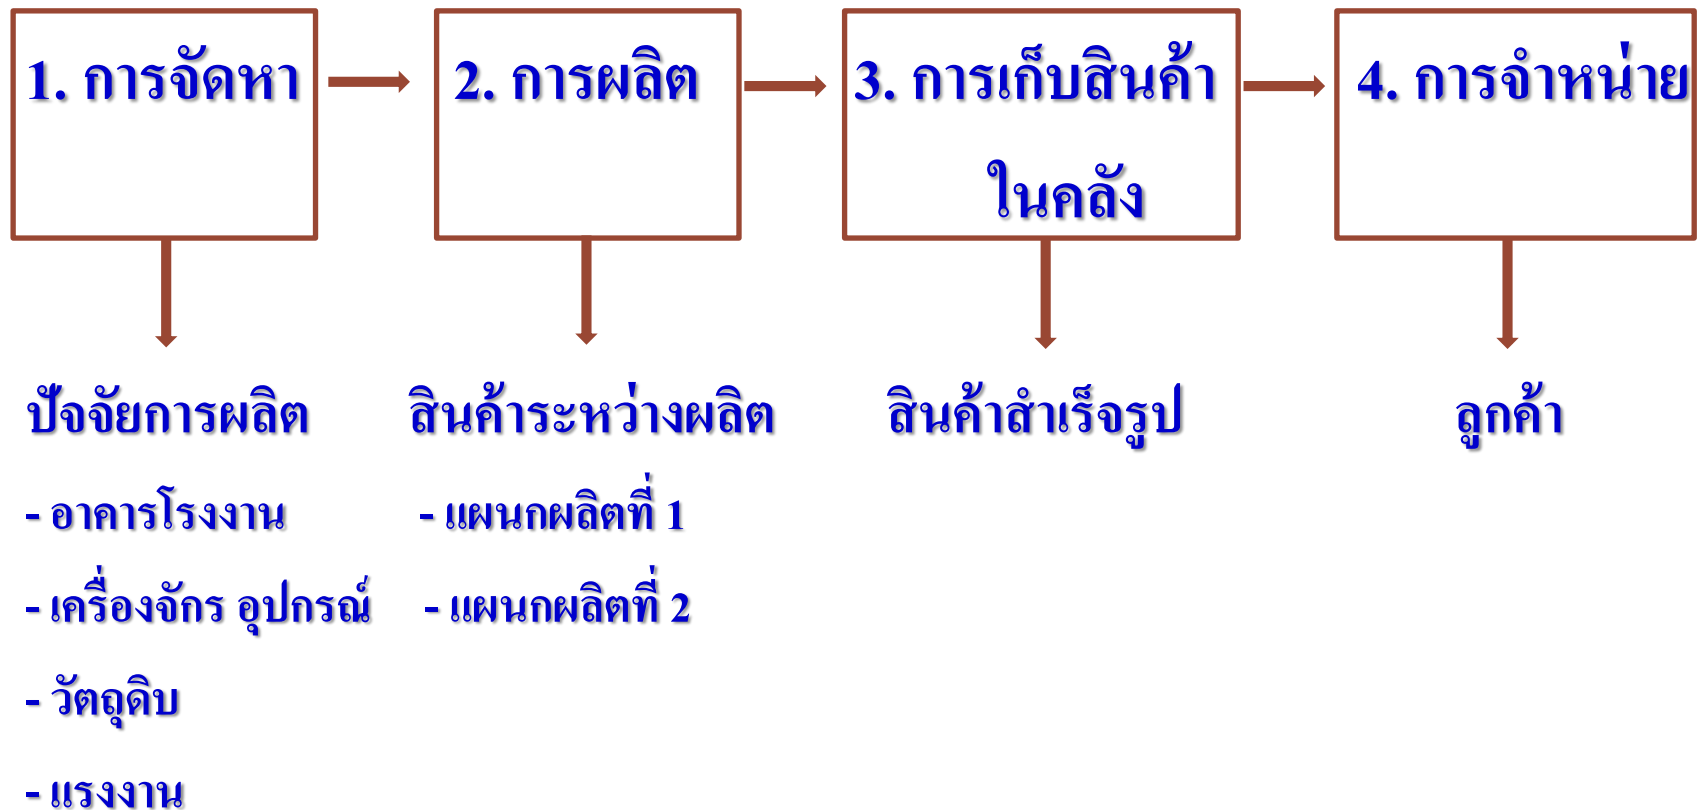 1. การจัดหา
2. การผลิต
3. การเก็บสินค้า
ในคลัง
4. การจำหน่าย
ปัจจัยการผลิต
- อาคารโรงงาน
- เครื่องจักร อุปกรณ์
- วัตถุดิบ
- แรงงาน
สินค้าระหว่างผลิต
- แผนกผลิตที่ 1
- แผนกผลิตที่ 2
สินค้าสำเร็จรูป
ลูกค้า